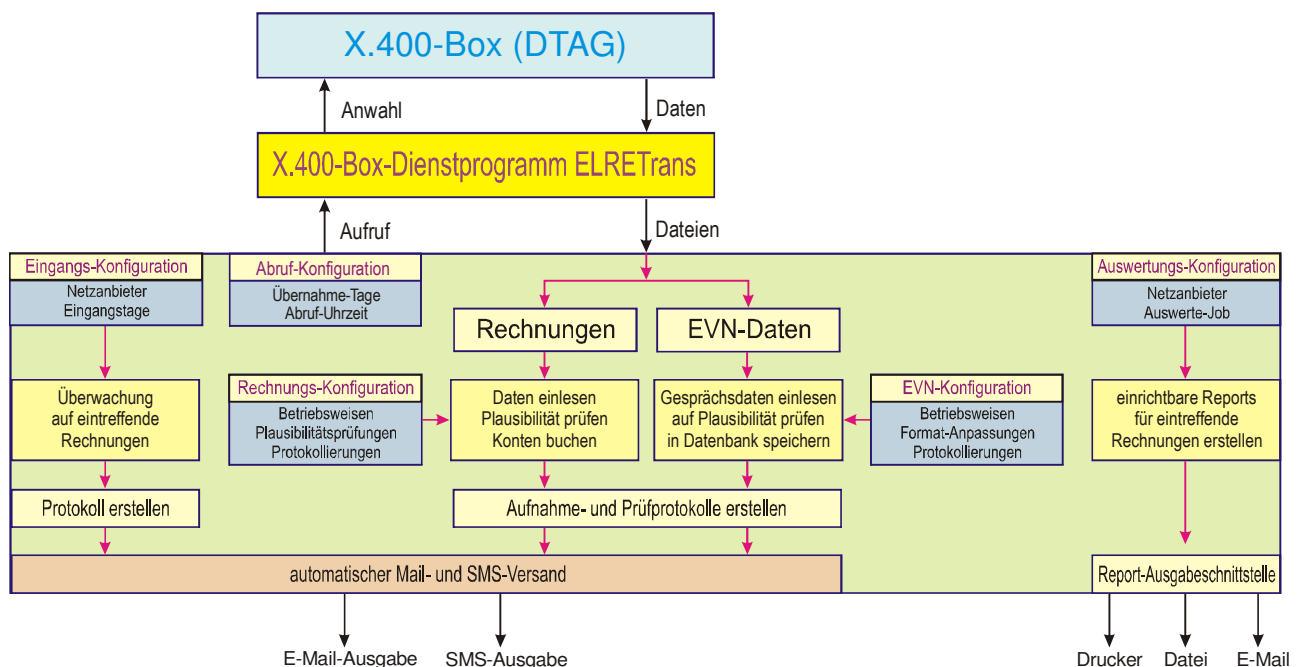 X.400-Box (DTAG)
Anwahl
Daten
X.400-Box-Dienstprogramm ELRETrans
Aufruf
Dateien
Eingangs-Konfiguration
Netzanbieter
Eingangstage
Abruf-Konfiguration
Übernahme-Tage
Abruf-Uhrzeit
Auswertungs-Konfiguration
Netzanbieter
Auswerte-Job
Rechnungen
EVN-Daten
Überwachung
auf eintreffende
Rechnungen
Rechnungs-Konfiguration
Betriebsweisen
Plausibilitätsprüfungen
Protokollierungen
Daten einlesen
Plausibilität prüfen
Konten buchen
Gesprächsdaten einlesen
auf Plausibilität prüfen
in Datenbank speichern
EVN-Konfiguration
Betriebsweisen
Format-Anpassungen
Protokollierungen
einrichtbare Reports
für eintreffende
Rechnungen erstellen
Protokoll erstellen
Aufnahme- und Prüfprotokolle erstellen
automatischer Mail- und SMS-Versand
Report-Ausgabeschnittstelle
E-Mail-Ausgabe
SMS-Ausgabe
Drucker
Datei
E-Mail